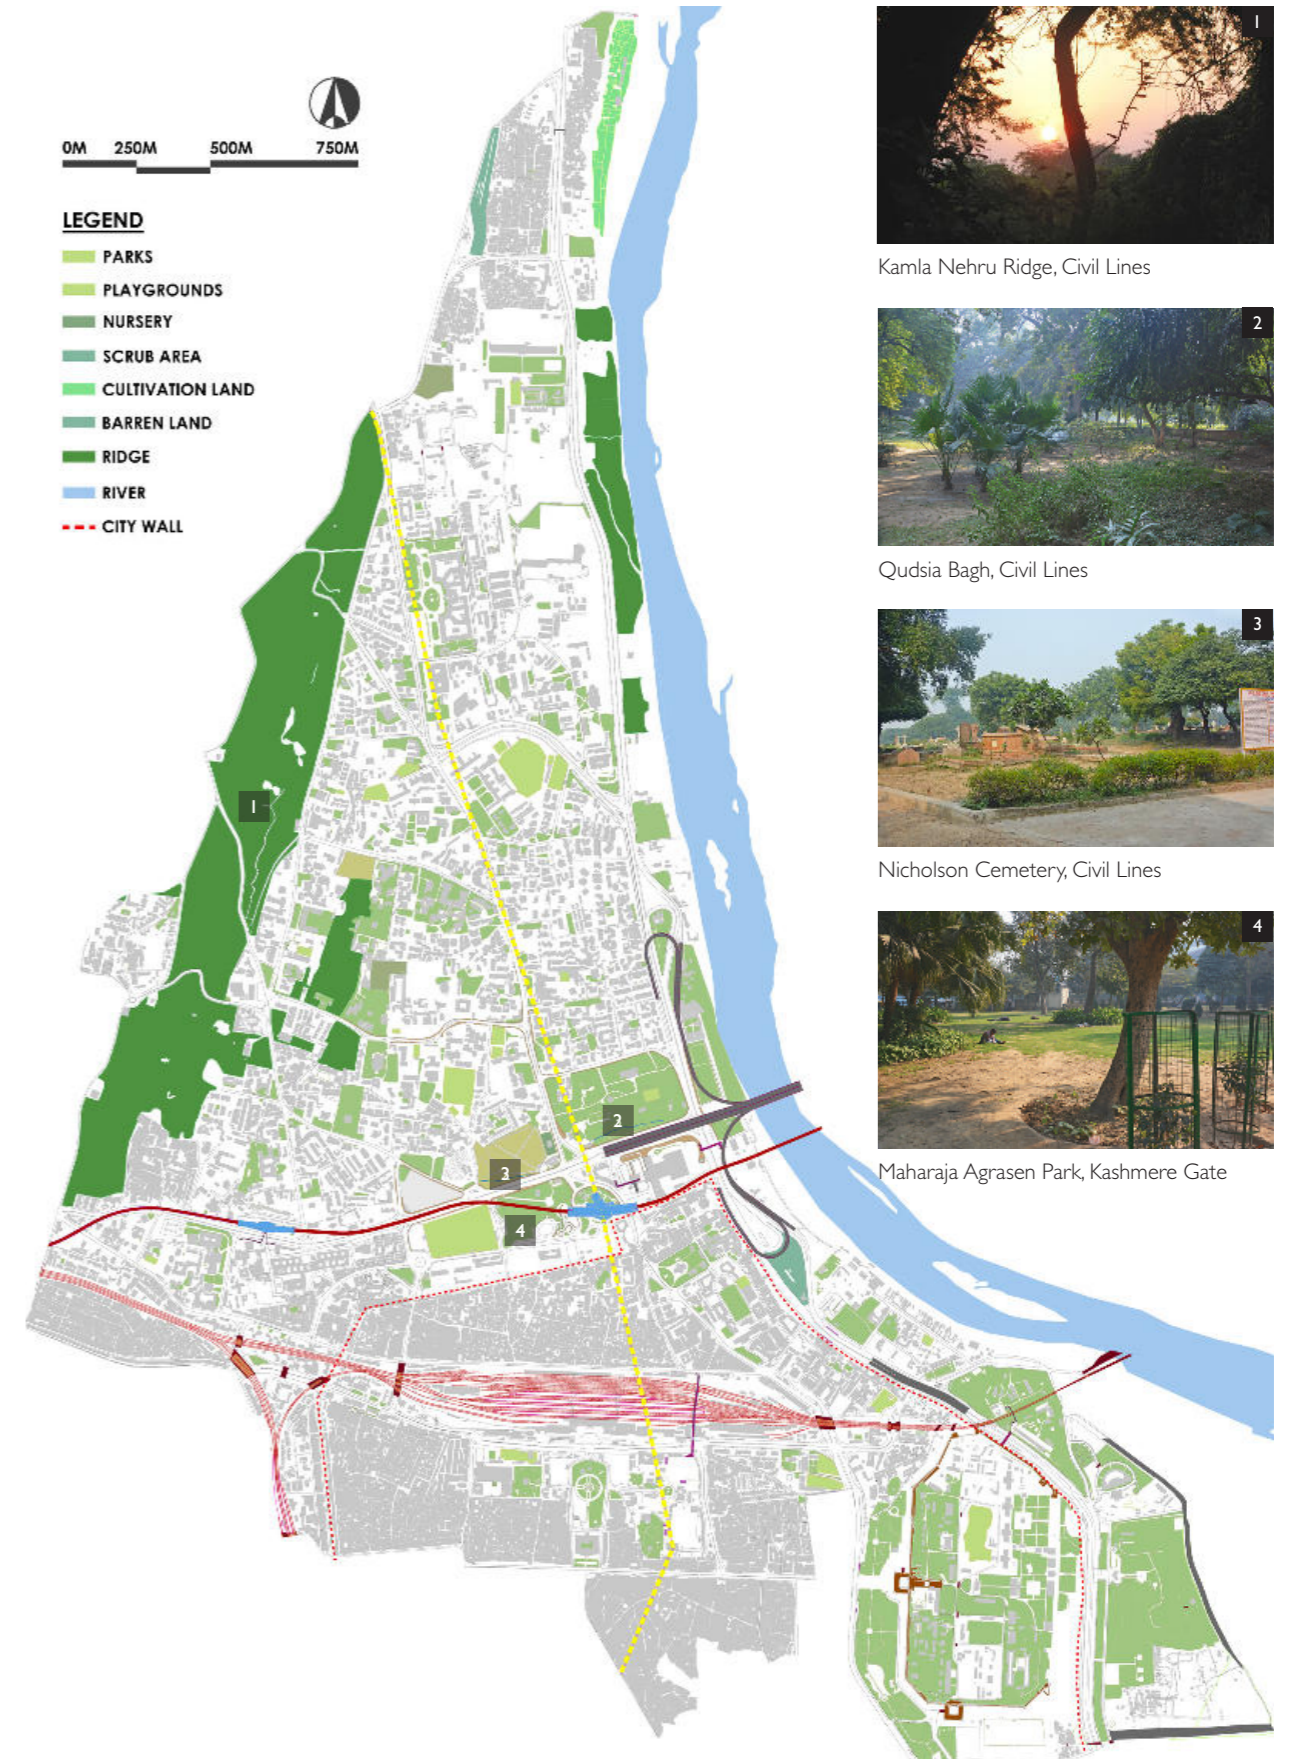 0M 250M 500M 750M
LEGEND
PARKS
PLAYGROUNDS
NURSERY
SCRUB AREA
CULTIVATION LAND
BARREN LAND
RIDGE
RIVER
CITY WALL
1
2
3
4
1
Kamla Nehru Ridge, Civil Lines
2
Qudsia Bagh, Civil Lines
3
Nicholson Cemetery, Civil Lines
4
Maharaja Agrasen Park, Kashmere Gate